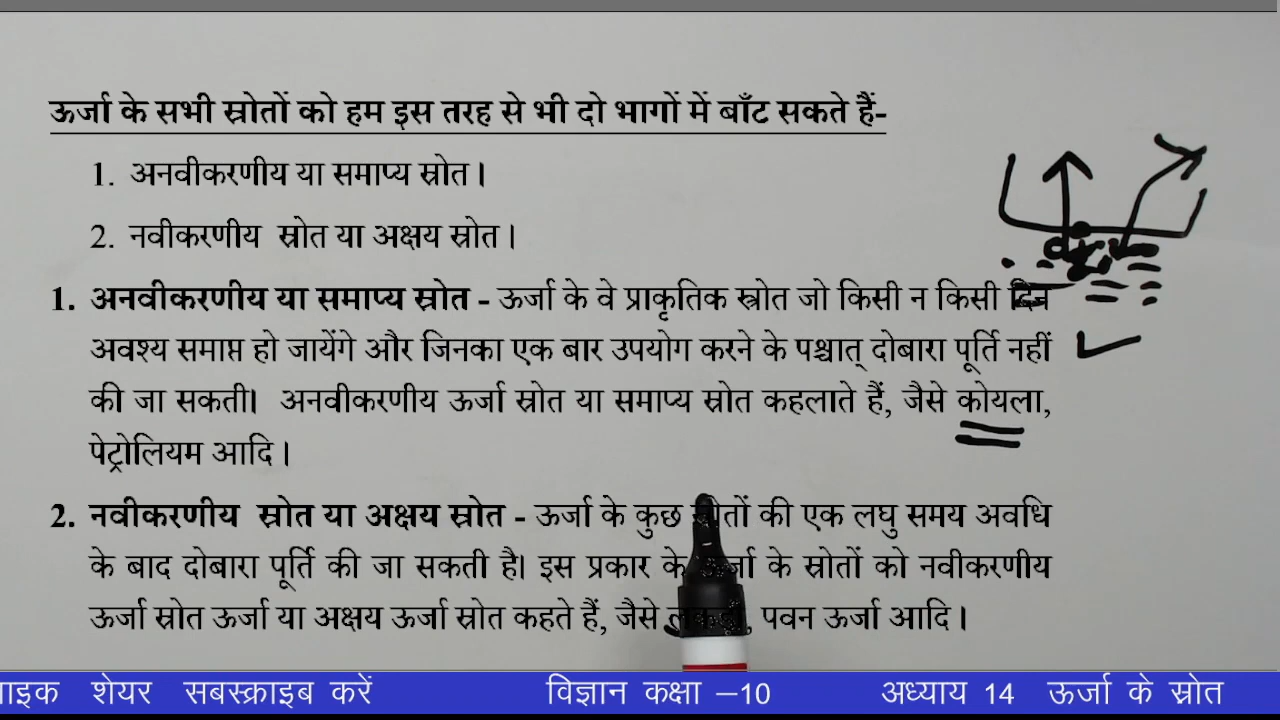 ऊर्जा के सभी स्रोतों को हम इस तरह से भी दो भागों में बाँट सकते हैं-
1. अनवीकरणीय या समाप्य स्रोत।
2. नवीकरणीय स्रोत या अक्षय स्रोत।
1. अनवीकरणीय या समाप्य स्रोत - ऊर्जा के वे प्राकृतिक स्त्रोत जो किसी न किसी दिन
अवश्य समाप्त हो जायेंगे और जिनका एक बार उपयोग करने के पश्चात् दोबारा पूर्ति नहीं
की जा सकती। अनवीकरणीय ऊर्जा स्रोत या समाप्य स्रोत कहलाते हैं, जैसे कोयला,
पेट्रोलियम आदि।
2. नवीकरणीय स्रोत या अक्षय स्रोत - ऊर्जा के कुछ की एक लघु समय अवधि
के बाद दोबारा पूर्ति की जा सकती है। इस प्रकार के के स्रोतों को नवीकरणीय
ऊर्जा स्रोत ऊर्जा या अक्षय ऊर्जा स्रोत कहते हैं, जैसे पवन ऊर्जा आदि।
शेयर सबस्क्राइब करें विज्ञान कक्षा –10 अध्याय 14 ऊर्जा के स्रोत